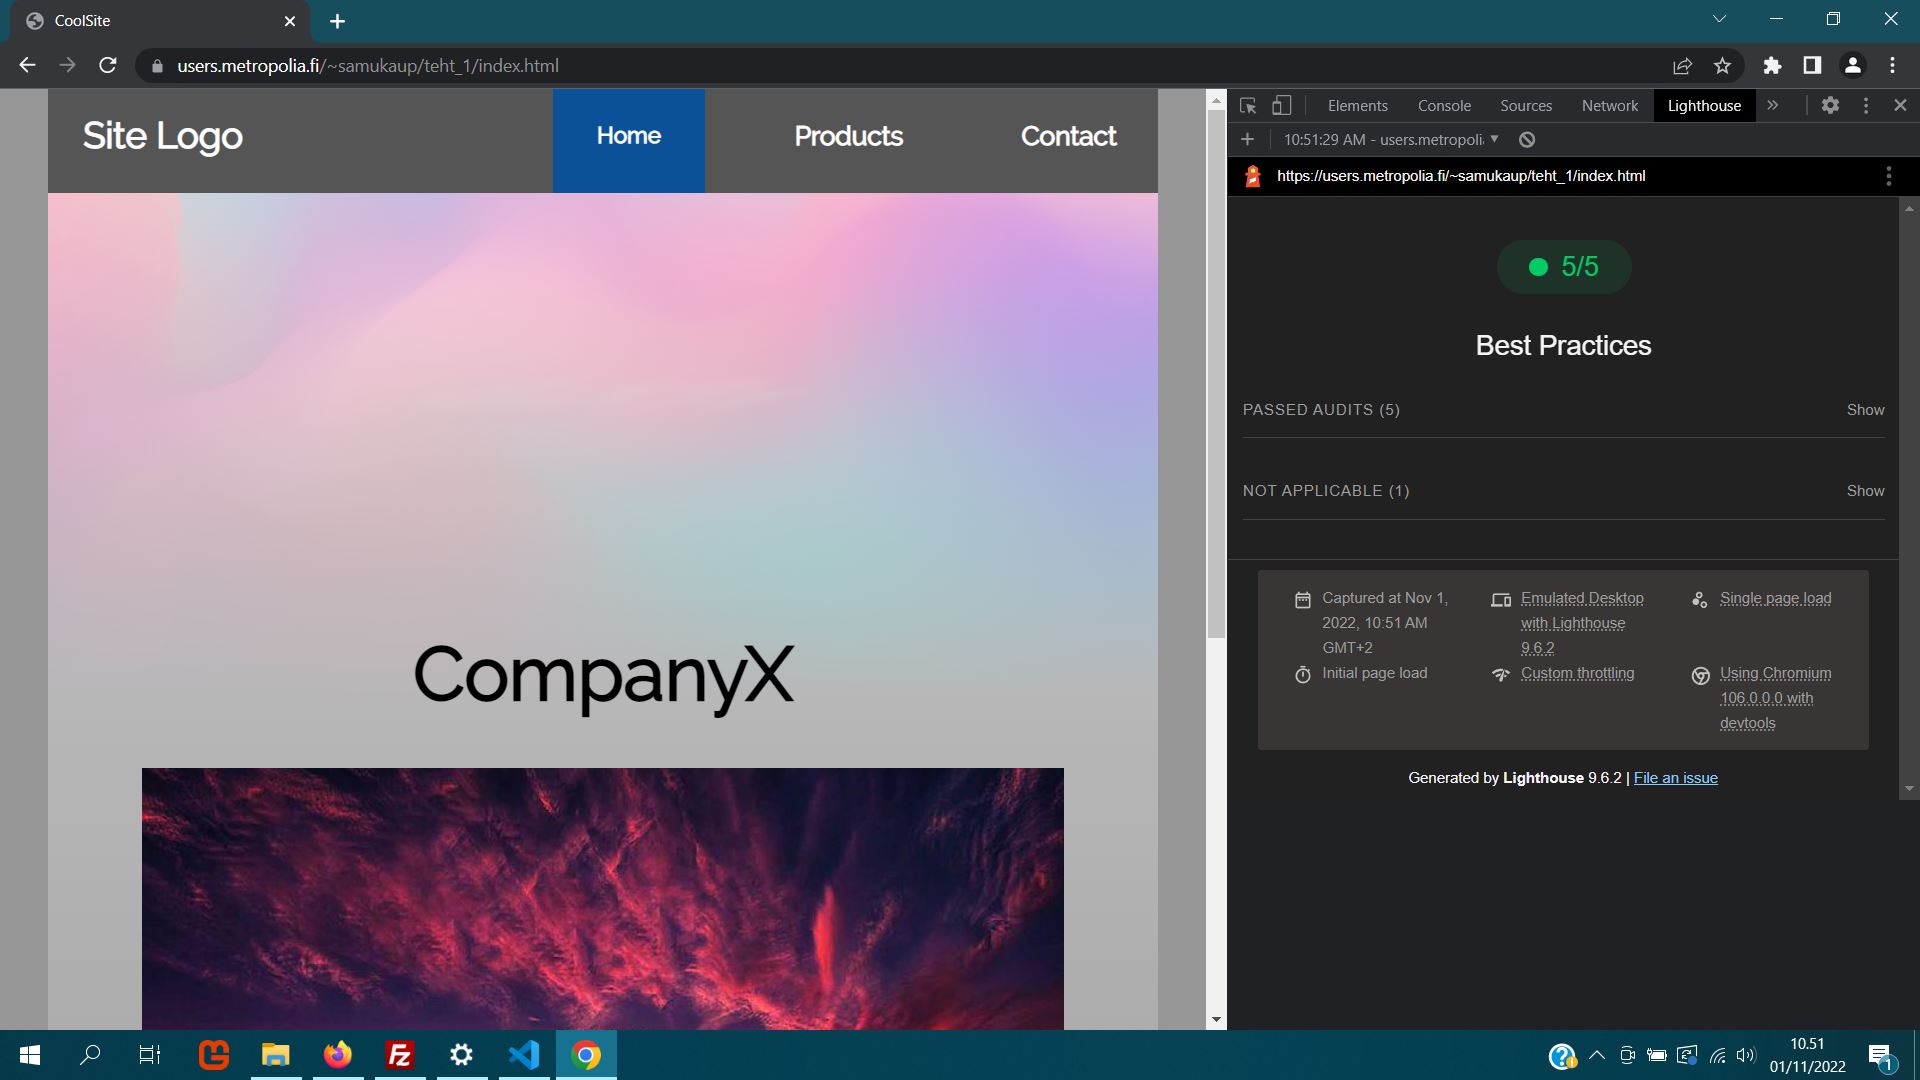 CoolSite
users.metropolia.fi/~samukaup/teht_1/index.html
Site Logo
Home
Products
Contact
CompanyX
Elements
Console
Sources
Network
Lighthouse
10:51:29 AM - users.metropoli
https://users.metropolia.fi/~samukaup/teht_1/index.html
5/5
Best Practices
PASSED AUDITS (5)
Show
NOT APPLICABLE (1)
Show
Captured at Nov 1,
2022, 10:51 AM
GMT+2
Emulated Desktop
with Lighthouse
9.6.2
Single page load
Initial page load
Custom throttling
Using Chromium
106.0.0.0 with
devtools
Generated by Lighthouse 9.6.2 | File an issue
Fz
10.51
01/11/2022
1